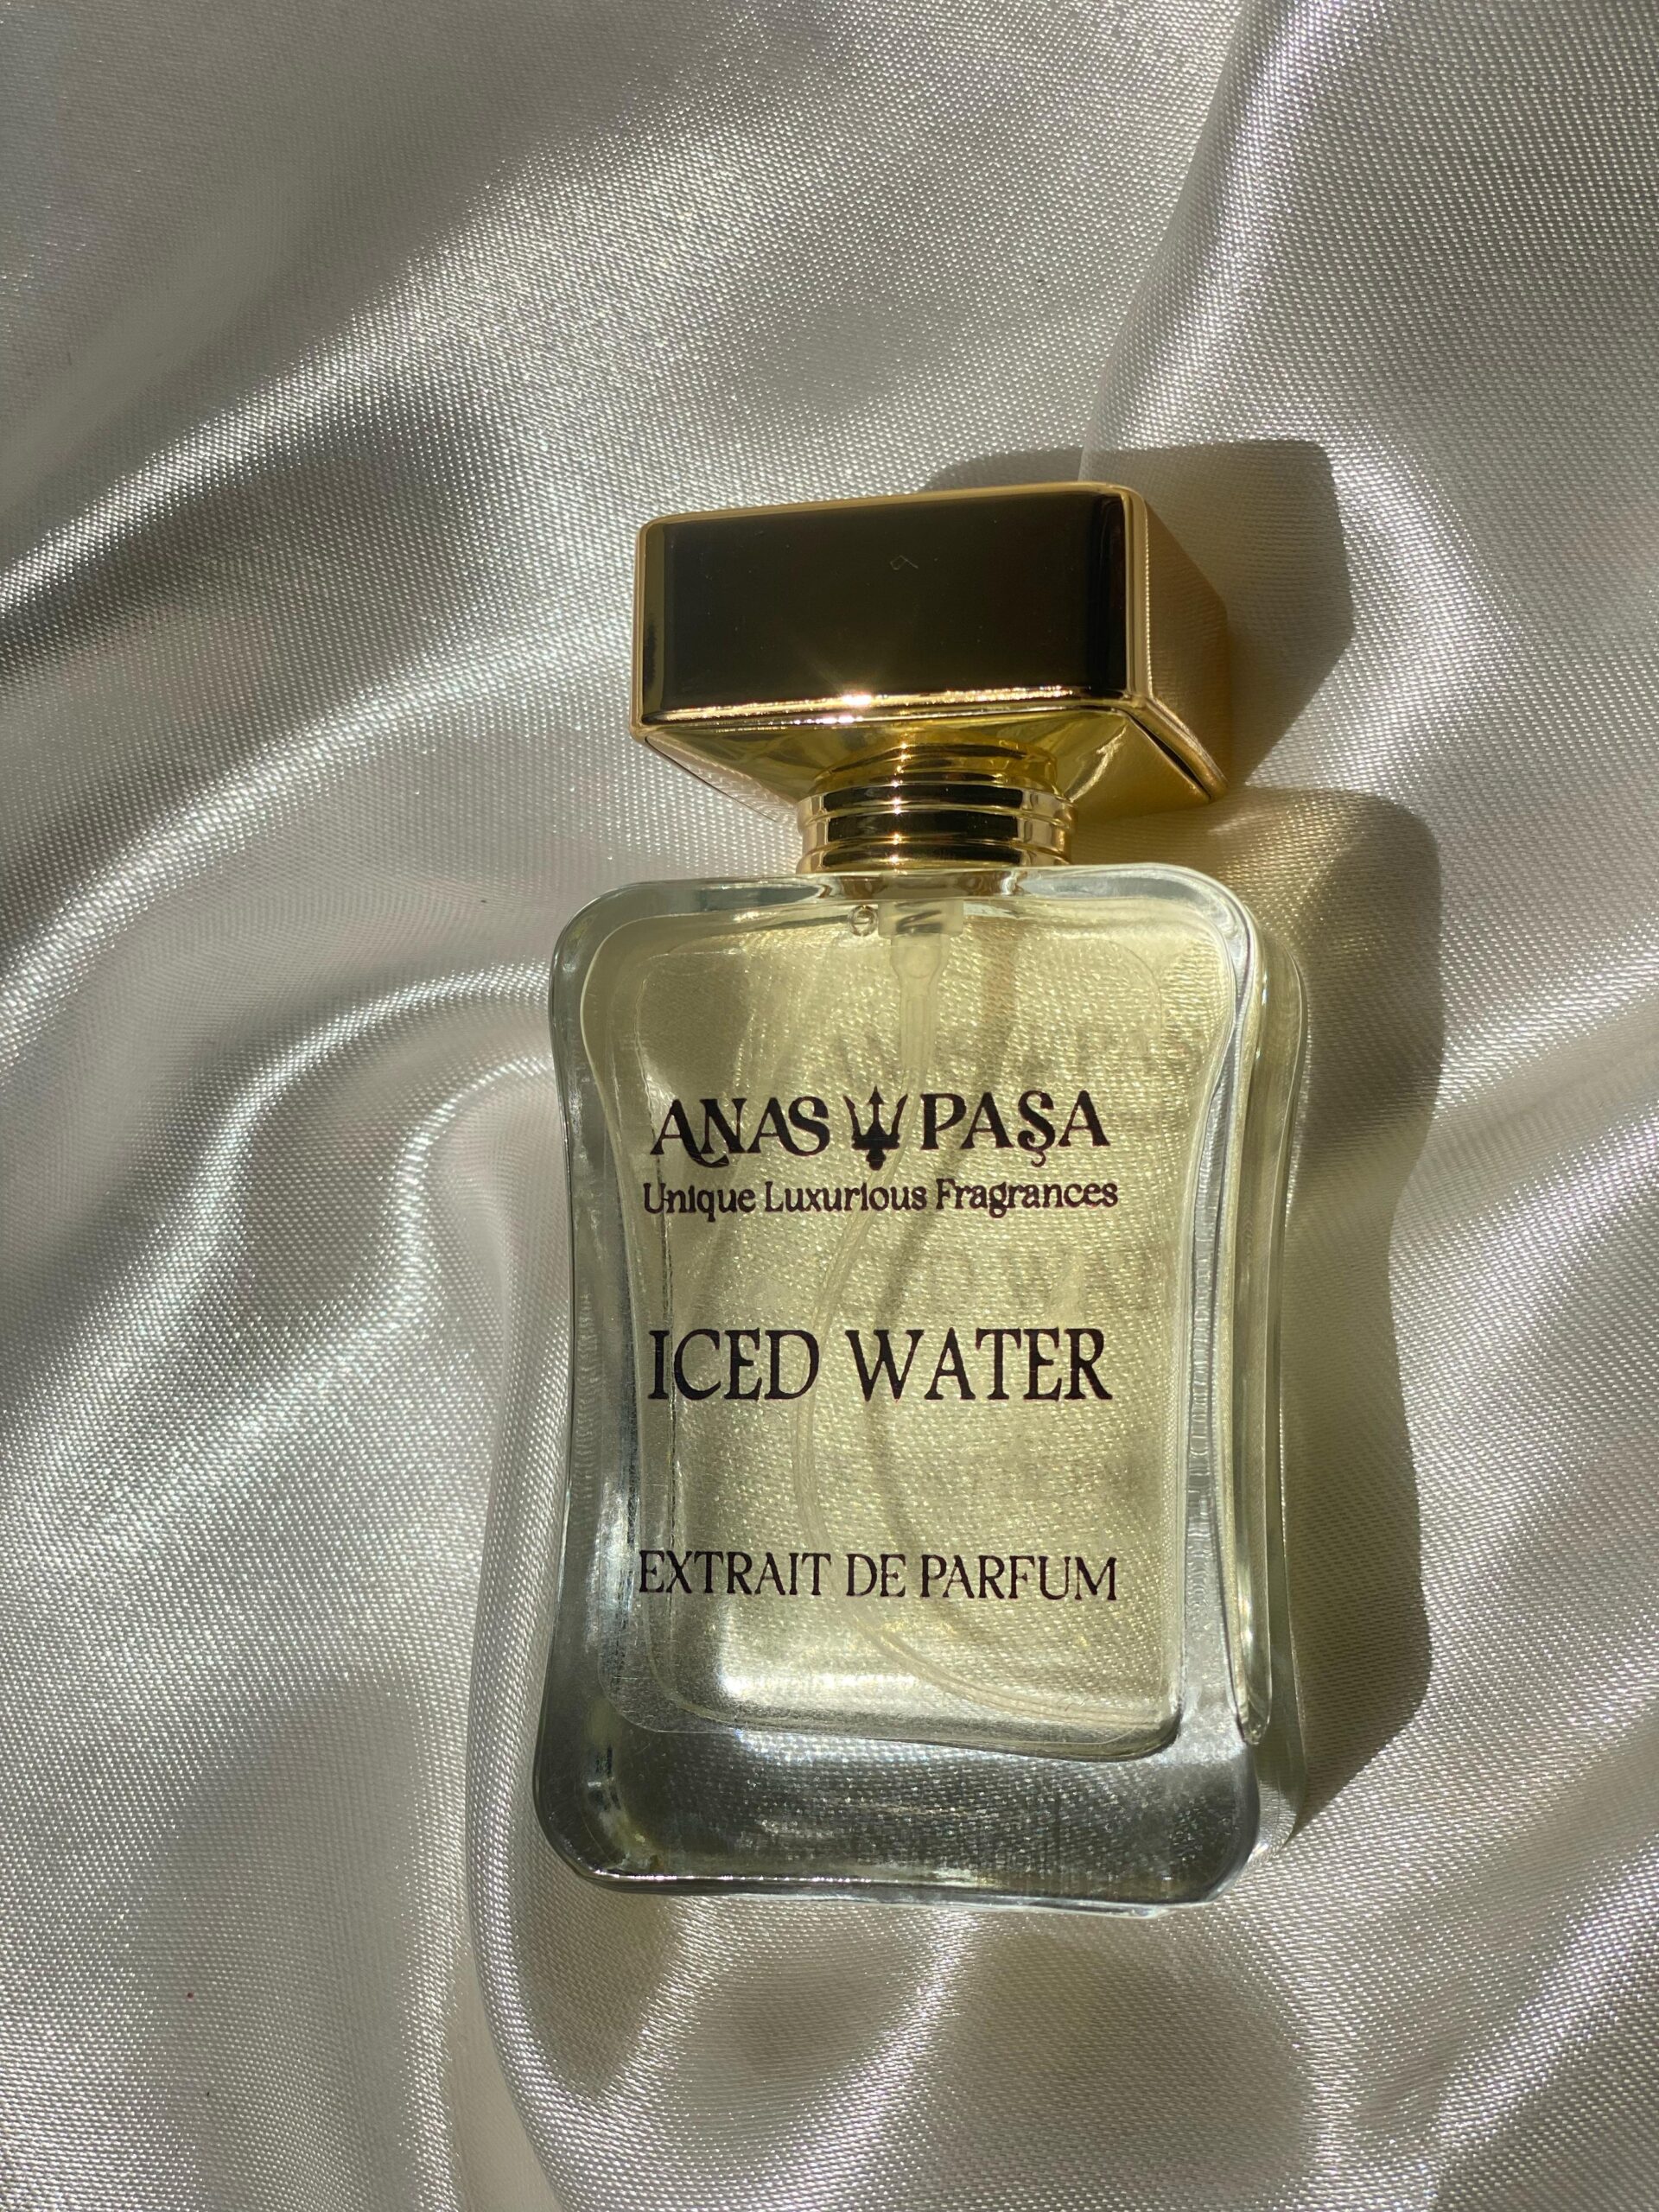 ANAS PAŞA
Unique Luxurious Fragrances
ICED WATER
EXTRAIT DE PARFUM